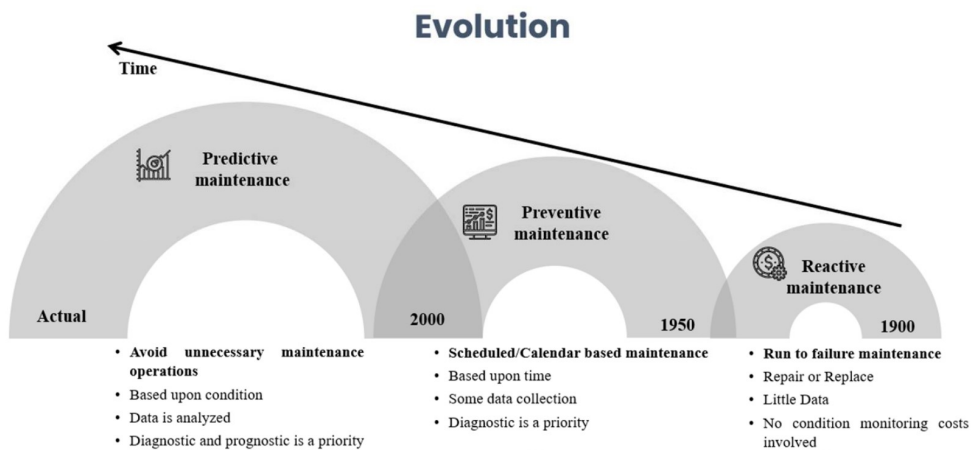 Evolution
Time
Predictive
maintenance
Preventive
maintenance
Reactive
maintenance
Actual
2000
1950
1900
• Avoid unnecessary maintenance
operations
• Based upon condition
• Data is analyzed
• Diagnostic and prognostic is a priority
• Scheduled/Calendar based maintenance
• Based upon time
• Some data collection
• Diagnostic is a priority
• Run to failure maintenance
• Repair or Replace
• Little Data
• No condition monitoring costs
involved